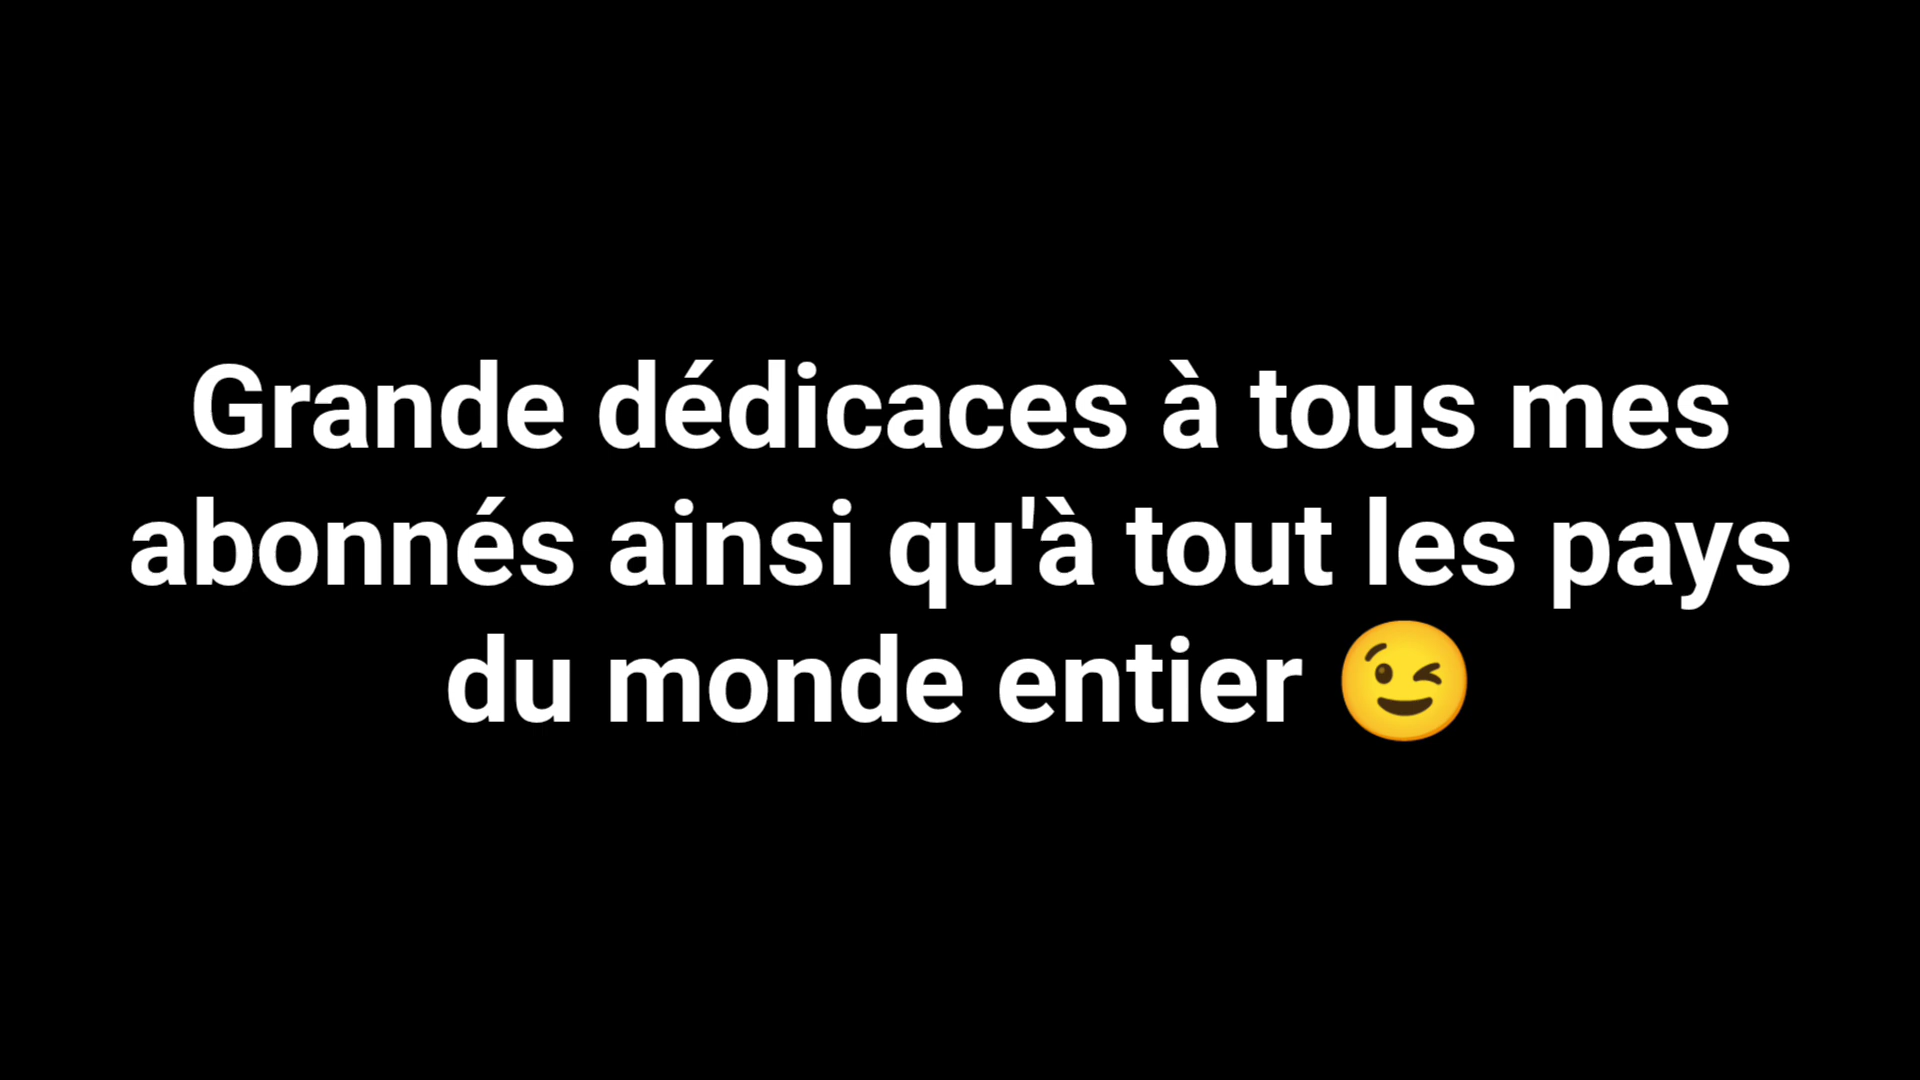 Grande dédicaces à tous mes
abonnés ainsi qu'à tout les pays
du monde entier 😉